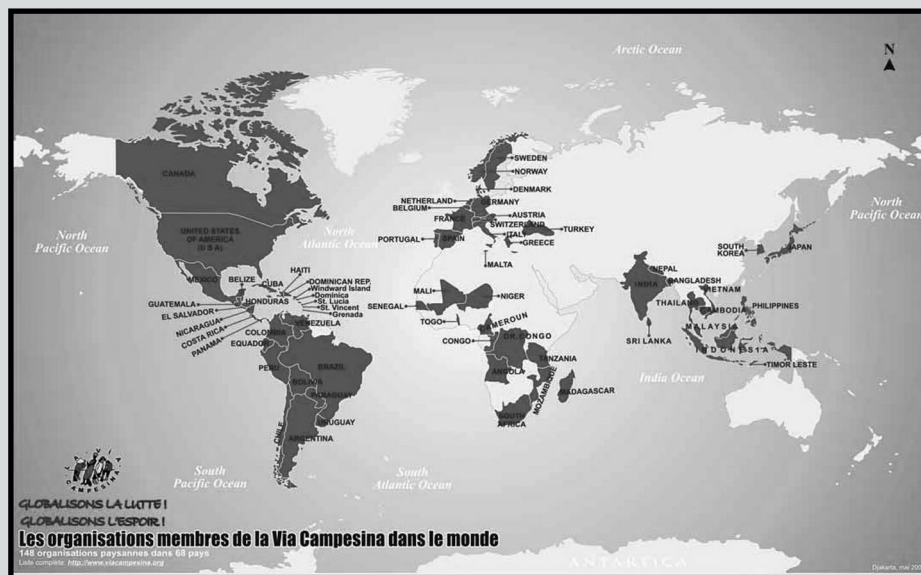 Arctic Ocean
N
SWEDEN
NORWAY
DENMARK
CANADA
NETHERLAND
BELGIUM
GERMANY
FRANCE
AUSTRIA
SWITZERLAND
ITALY
GREECE
TURKEY
PORTUGAL
SPAIN
MALTA
North
Pacific Ocean
North
Atlantic Ocean
North
Pacific Ocean
UNITED STATES
OF AMERICA
(U S A)
SOUTH
KOREA
JAPAN
MEXICO
BELIZE
CUBA
HAITI
DOMINICAN REP.
Windward Island
Dominica
St. Lucia
St. Vincent
Grenada
GUATEMALA
HONDURAS
EL SALVADOR
NICARAGUA
COSTA RICA
PANAMA
VENEZUELA
COLOMBIA
EQUADOR
PERU
BRAZIL
BOLIVIA
PARAGUAY
URUGUAY
CHILE
ARGENTINA
MALI
NIGER
SENEGAL
TOGO
CAMEROUN
CONGO
DR.CONGO
TANZANIA
ANGOLA
MOZAMBIQUE
MADAGASCAR
SOUTH
AFRICA
NEPAL
INDIA
BANGLADESH
VIETNAM
THAILAND
CAMBODIA
PHILIPPINES
MALAYSIA
SRI LANKA
INDONESIA
TIMOR LESTE
India Ocean
South
Pacific Ocean
South
Atlantic Ocean
LA VIA
CAMPESINA
GLOBALISONS LA LUTTE !
GLOBALISONS L'ESPOIR !
Les organisations membres de la Via Campesina dans le monde
148 organisations paysannes dans 68 pays
Liste complète: http://www.viacampesina.org
ANTARTICA
Djakarta, mai